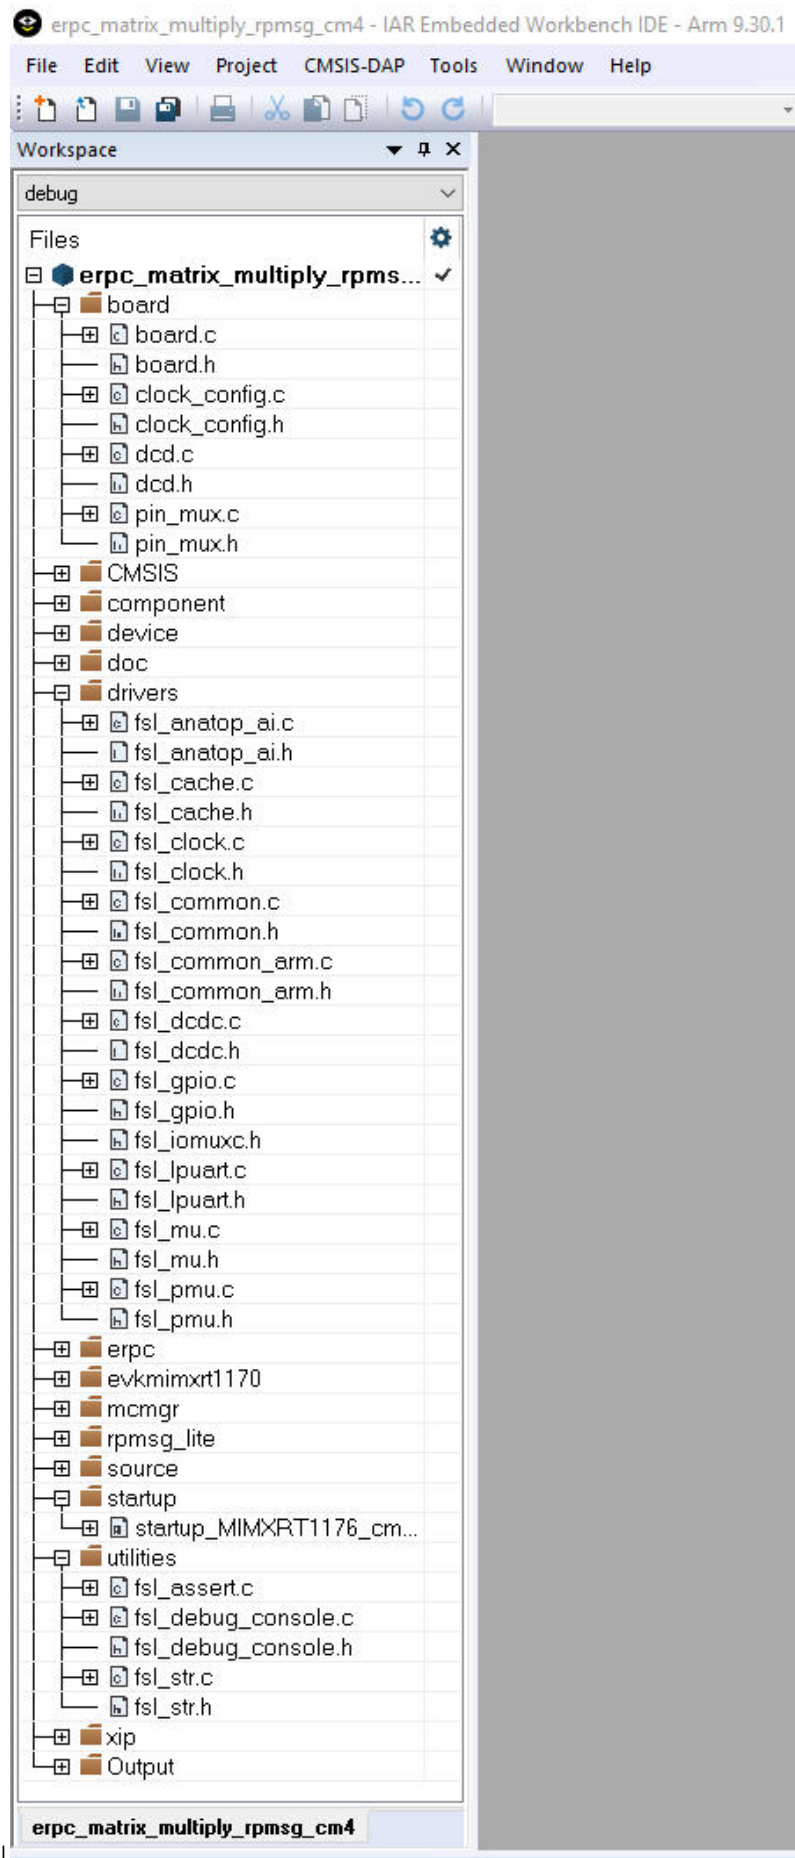 erpc_matrix_multiply_rpmsg_cm4 - IAR Embedded Workbench IDE - Arm 9.30.1
File Edit View Project CMSIS-DAP Tools Window Help
Workspace
debug
Files
erpc_matrix_multiply_rpms...
board
board.c
board.h
clock_config.c
clock_config.h
dcd.c
dcd.h
pin_mux.c
pin_mux.h
CMSIS
component
device
doc
drivers
fsl_anatop_ai.c
fsl_anatop_ai.h
fsl_cache.c
fsl_cache.h
fsl_clock.c
fsl_clock.h
fsl_common.c
fsl_common.h
fsl_common_arm.c
fsl_common_arm.h
fsl_dcdc.c
fsl_dcdc.h
fsl_gpio.c
fsl_gpio.h
fsl_iomuxc.h
fsl_lpuart.c
fsl_lpuart.h
fsl_mu.c
fsl_mu.h
fsl_pmu.c
fsl_pmu.h
erpc
evkmimxrt1170
mcmgr
rpmsg_lite
source
startup
startup_MIMXRT1176_cm...
utilities
fsl_assert.c
fsl_debug_console.c
fsl_debug_console.h
fsl_str.c
fsl_str.h
xip
Output
erpc_matrix_multiply_rpmsg_cm4